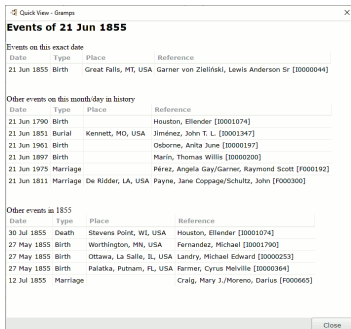 Quick View - Gramps
Events of 21 Jun 1855
Events on this exact date
Date Type Place Reference
21 Jun 1855 Birth Great Falls, MT, USA Garner von Zieliński, Lewis Anderson Sr [I0000044]
Other events on this month/day in history
Date Type Place Reference
21 Jun 1790 Birth Houston, Ellender [I0001074]
21 Jun 1851 Burial Kennett, MO, USA Jiménez, John T. L. [I0001347]
21 Jun 1961 Birth Osborne, Anita June [I0000197]
21 Jun 1897 Birth Marín, Thomas Willis [I0000200]
21 Jun 1975 Marriage Pérez, Angela Gay/Garner, Raymond Scott [F000192]
21 Jun 1811 Marriage De Ridder, LA, USA Payne, Jane Coppage/Schultz, John [F000300]
Other events in 1855
Date Type Place Reference
30 Jul 1855 Death Stevens Point, WI, USA Houston, Ellender [I0001074]
27 May 1855 Birth Worthington, MN, USA Fernandez, Michael [I0001790]
27 May 1855 Birth Ottawa, La Salle, IL, USA Landry, Michael Edward [I0000253]
27 May 1855 Birth Palatka, Putnam, FL, USA Farmer, Cyrus Melville [I0000364]
12 Jul 1855 Marriage Craig, Mary J./Moreno, Darius [F000665]
Close